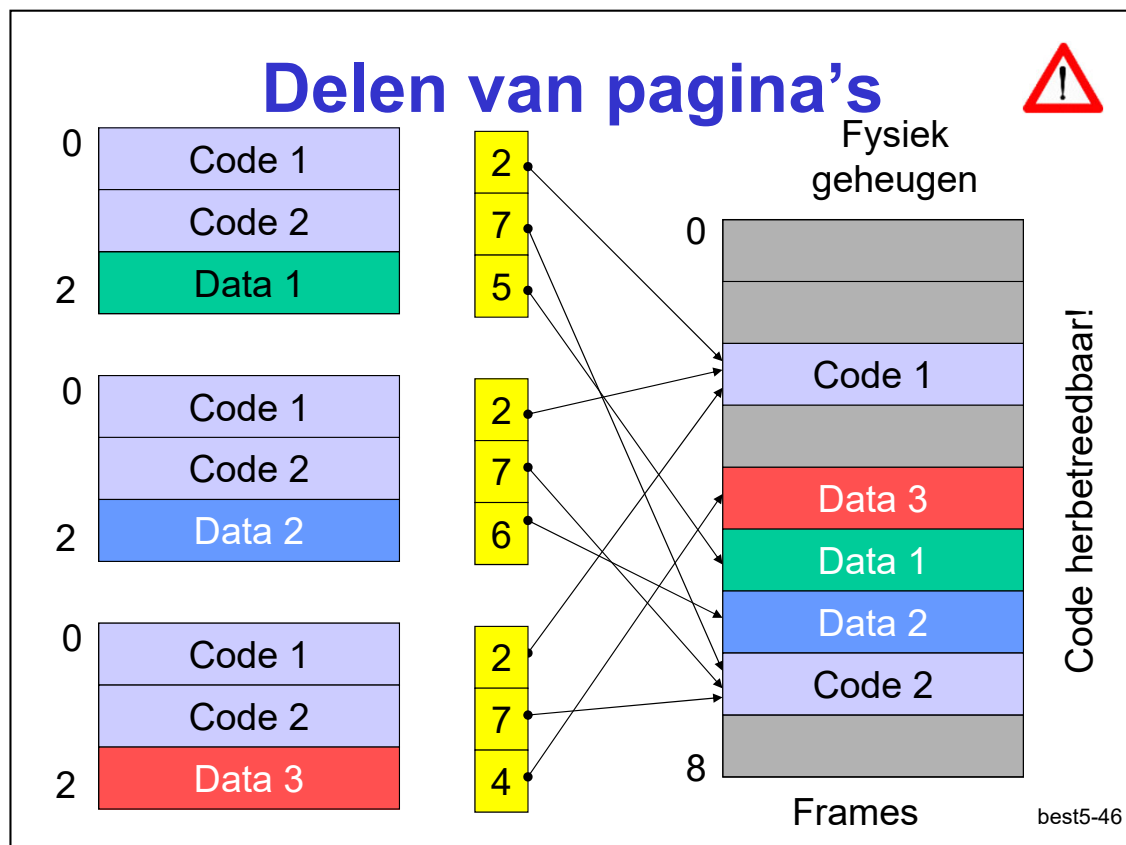 Delen van pagina's
0
Code 1
Code 2
2
Data 1
2
7
5
0
Code 1
Code 2
2
Data 2
2
7
6
0
Code 1
Code 2
2
Data 3
2
7
4
Fysiek
geheugen
0
Code 1
Data 3
Data 1
Data 2
Code 2
8
Frames
Code herbetreedbaar!
best5-46